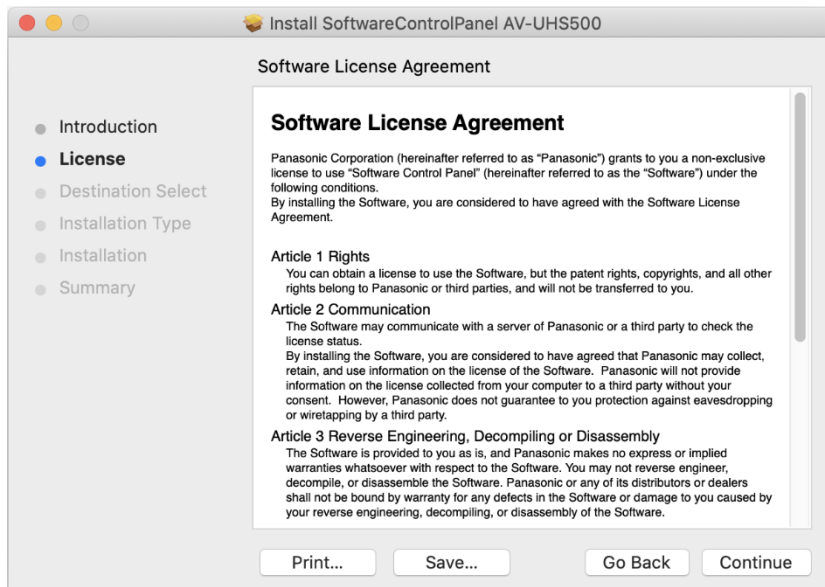 Install SoftwareControlPanel AV-UHS500
Software License Agreement
Introduction
License
Destination Select
Installation Type
Installation
Summary
Software License Agreement
Panasonic Corporation (hereinafter referred to as “Panasonic”) grants to you a non-exclusive
license to use “Software Control Panel” (hereinafter referred to as the “Software”) under the
following conditions.
By installing the Software, you are considered to have agreed with the Software License
Agreement.
Article 1 Rights
You can obtain a license to use the Software, but the patent rights, copyrights, and all other
rights belong to Panasonic or third parties, and will not be transferred to you.
Article 2 Communication
The Software may communicate with a server of Panasonic or a third party to check the
license status.
By installing the Software, you are considered to have agreed that Panasonic may collect,
retain, and use information on the license of the Software.  Panasonic will not provide
information on the license collected from your computer to a third party without your
consent.  However, Panasonic does not guarantee to you protection against eavesdropping
or wiretapping by a third party.
Article 3 Reverse Engineering, Decompiling or Disassembly
The Software is provided to you as is, and Panasonic makes no express or implied
warranties whatsoever with respect to the Software. You may not reverse engineer,
decompile, or disassemble the Software. Panasonic or any of its distributors or dealers
shall not be bound by warranty for any defects in the Software or damage to you caused by
your reverse engineering, decompiling, or disassembly of the Software.
Print...
Save...
Go Back
Continue